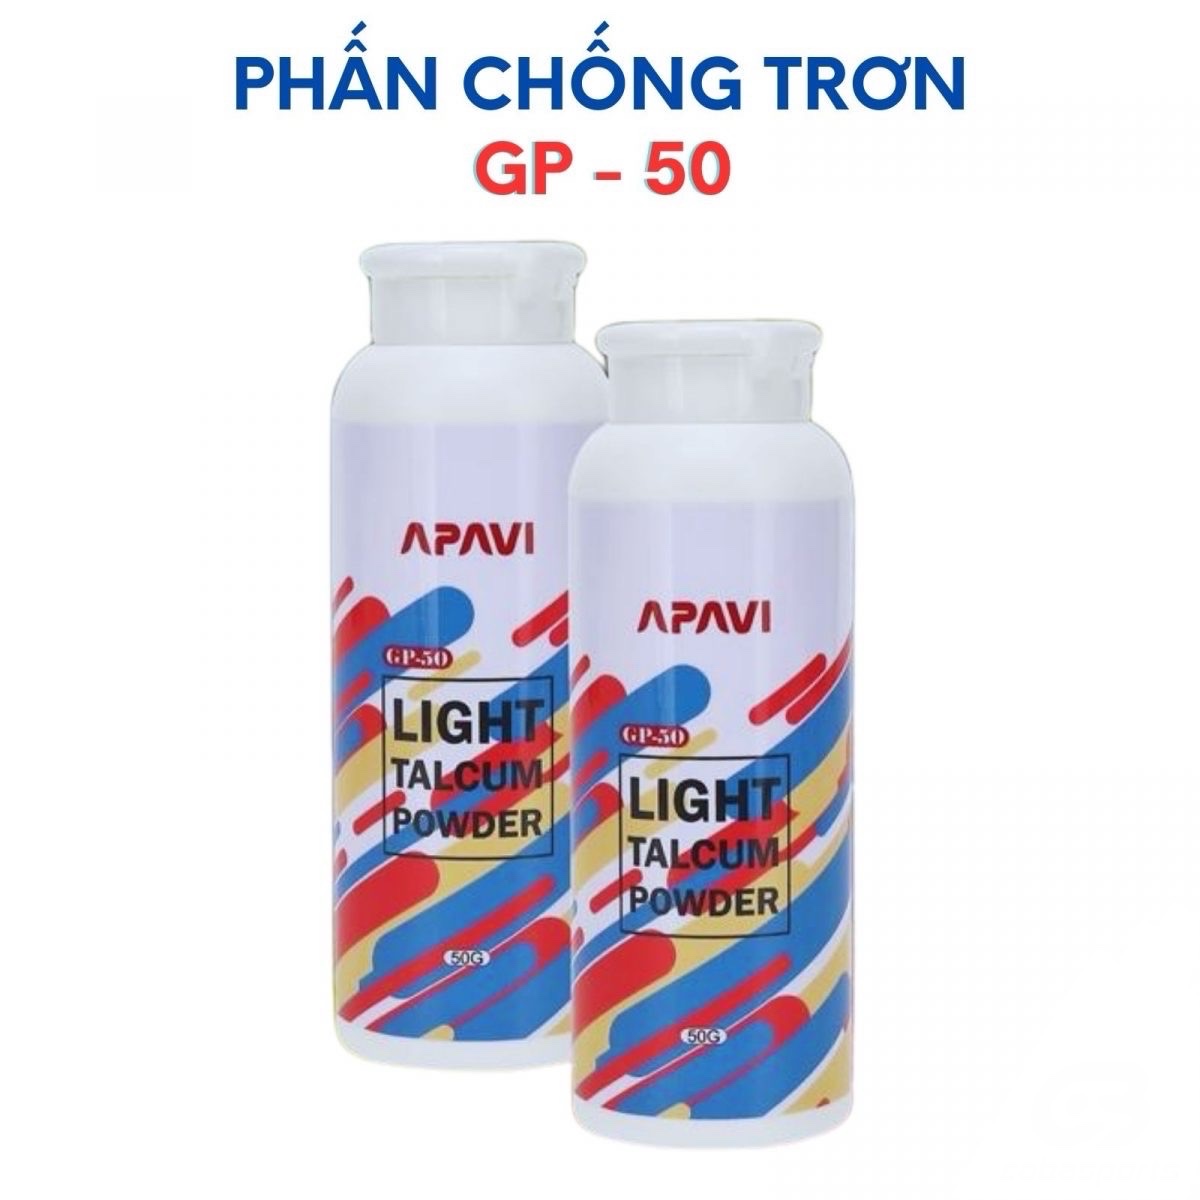 PHẤN CHỐNG TRƠN
GP - 50
APAVI
GP-50
LIGHT
TALCUM
POWDER
50G
APAVI
GP-50
LIGHT
TALCUM
POWDER
50G